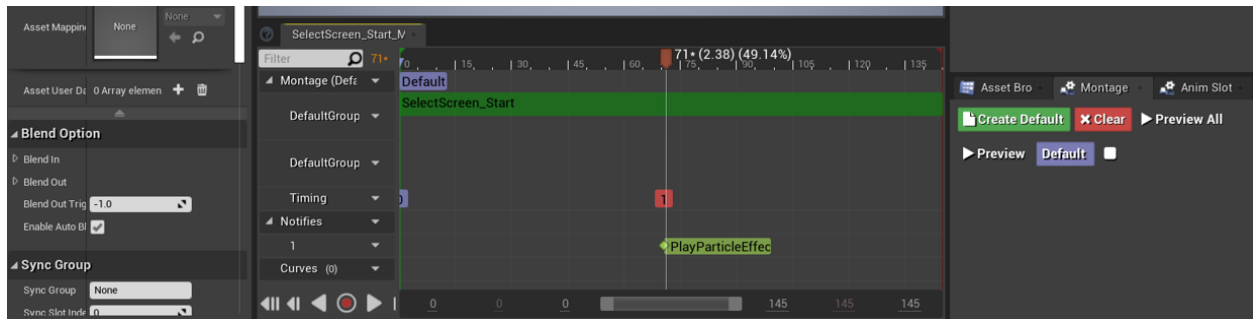 Asset Mappin
None
None
Asset User Da
0 Array elemen
Blend Option
Blend In
Blend Out
Blend Out Trig
-1.0
Enable Auto Bl
Sync Group
Sync Group
None
Sync Slot Inde
0
SelectScreen_Start_M
Filter
71*
71* (2.38) (49.14%)
0 15 30 45 60 75 90 105 120 135
Montage (Defa
Default
SelectScreen_Start
DefaultGroup
DefaultGroup
Timing
1
Notifies
1
PlayParticleEffec
Curves (0)
0 0 0 145 145 145
Asset Bro
Montage
Anim Slot
Create Default
Clear
Preview All
Preview
Default